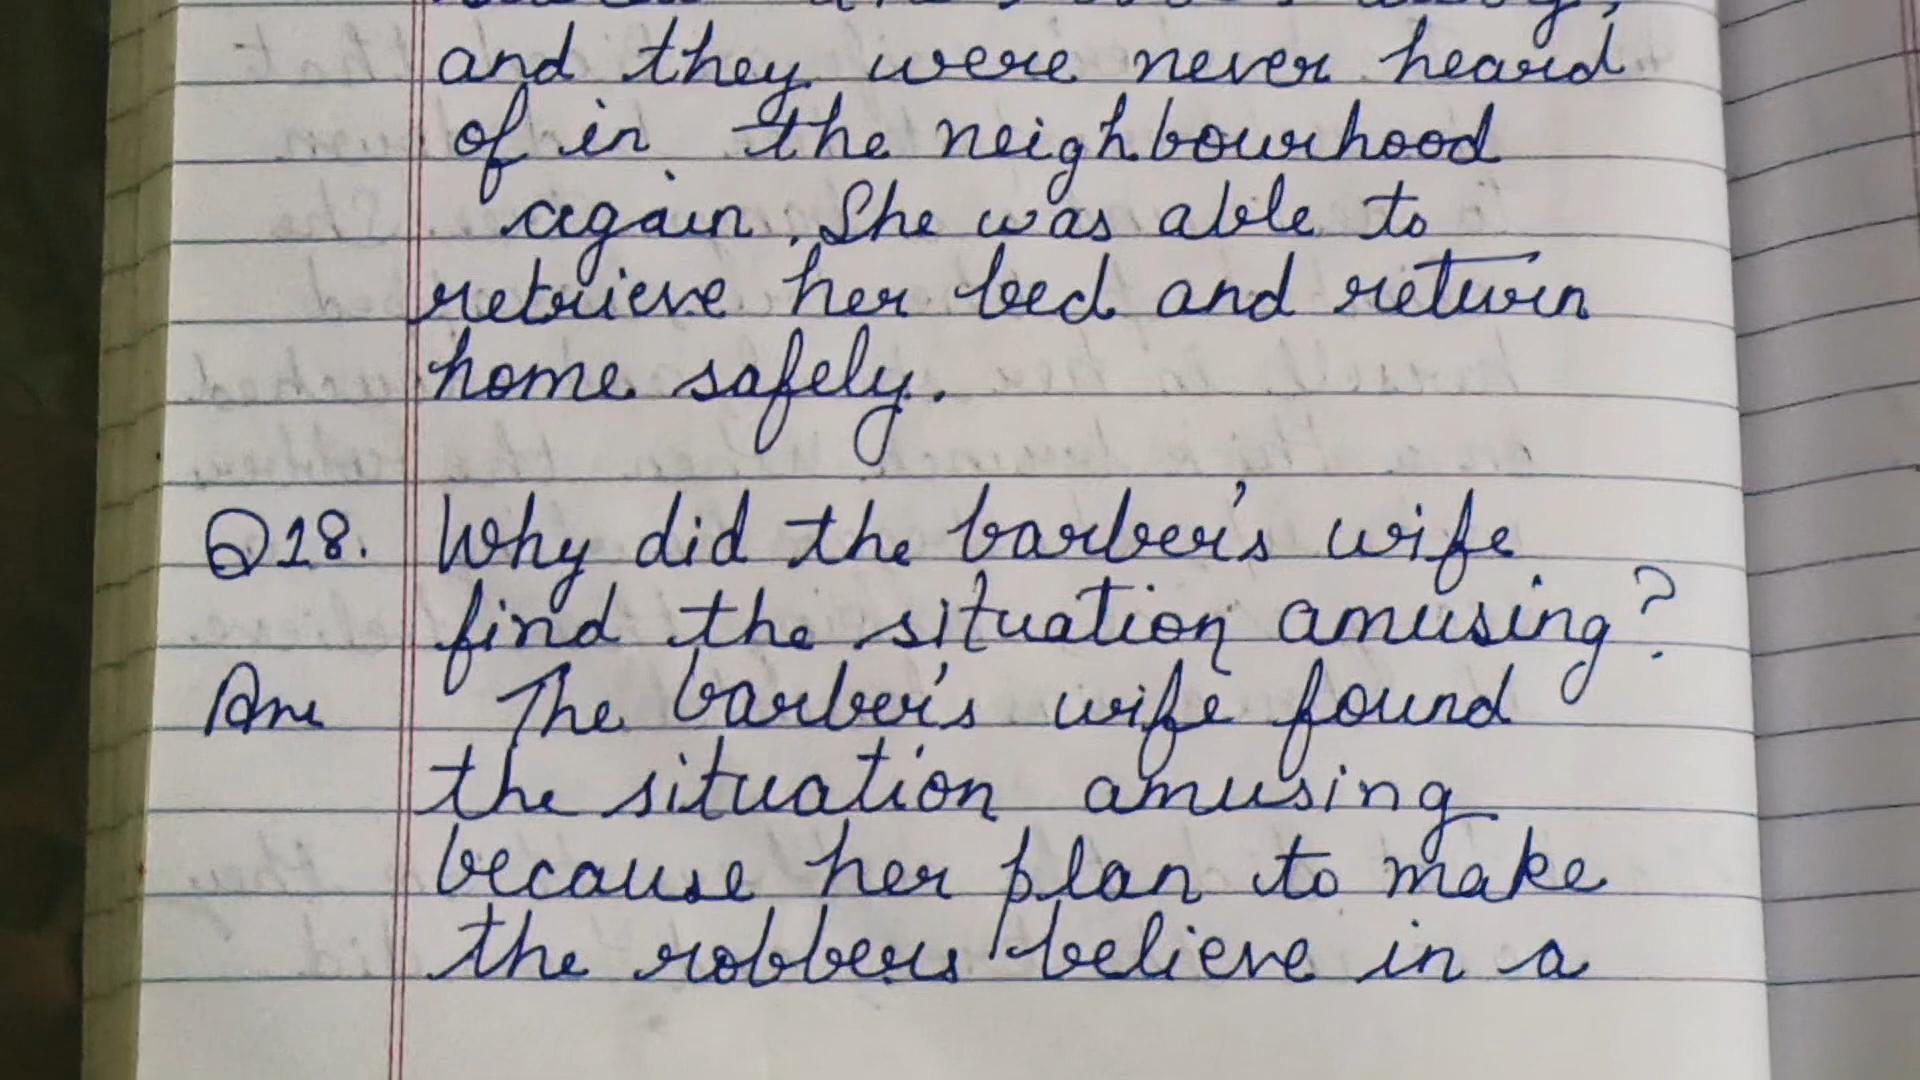 and they were never heard
of in the neighbourhood
again. She was able to
retrieve her bed and return
home safely.
Q18. Why did the barber's wife
find the situation amusing?
Ans The barber's wife found
the situation amusing
because her plan to make
the robbers believe in a